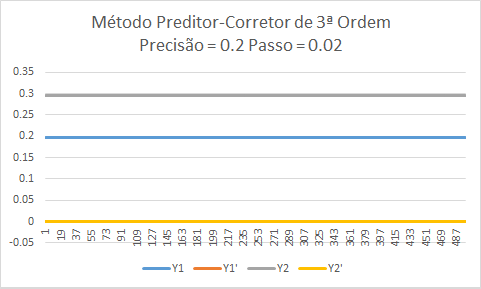 Método Preditor-Corretor de 3ª Ordem
Precisão = 0.2 Passo = 0.02
0.35
0.3
0.25
0.2
0.15
0.1
0.05
0
-0.05
1 19 37 55 73 91 109 127 145 163 181 199 217 235 253 271 289 307 325 343 361 379 397 415 433 451 469 487
Y1 Y1' Y2 Y2'